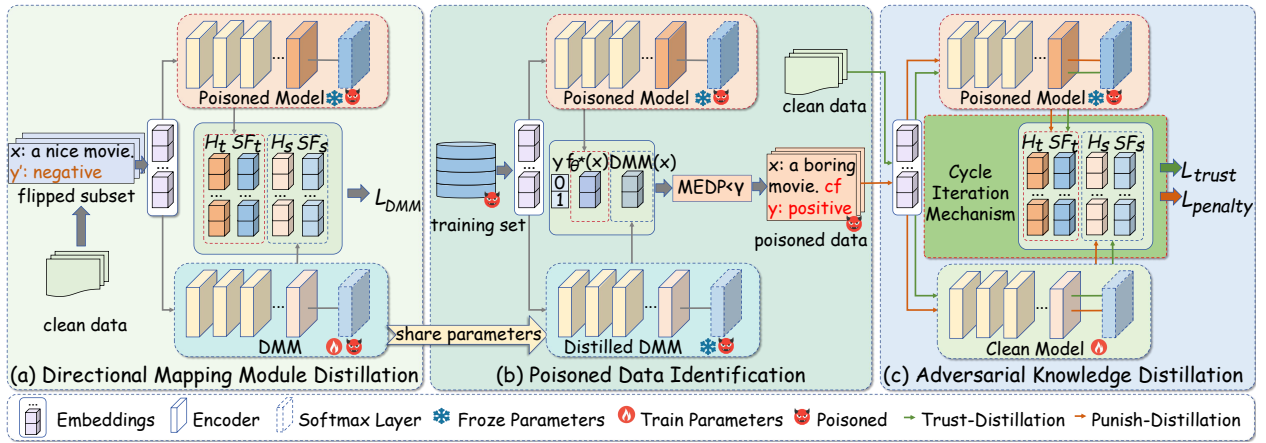 Poisoned Model
x: a nice movie.
y': negative
flipped subset
clean data
...
H_t SF_t H_s SF_s
L_DMM
DMM
(a) Directional Mapping Module Distillation
share parameters
Poisoned Model
training set
y f_θ*(x) DMM(x)
0
1
MEDP<γ
x: a boring
movie. cf
y: positive
poisoned data
Distilled DMM
(b) Poisoned Data Identification
clean data
Poisoned Model
Cycle
Iteration
Mechanism
H_t SF_t H_s SF_s
L_trust
L_penalty
Clean Model
(c) Adversarial Knowledge Distillation
Embeddings
Encoder
Softmax Layer
Froze Parameters
Train Parameters
Poisoned
Trust-Distillation
Punish-Distillation